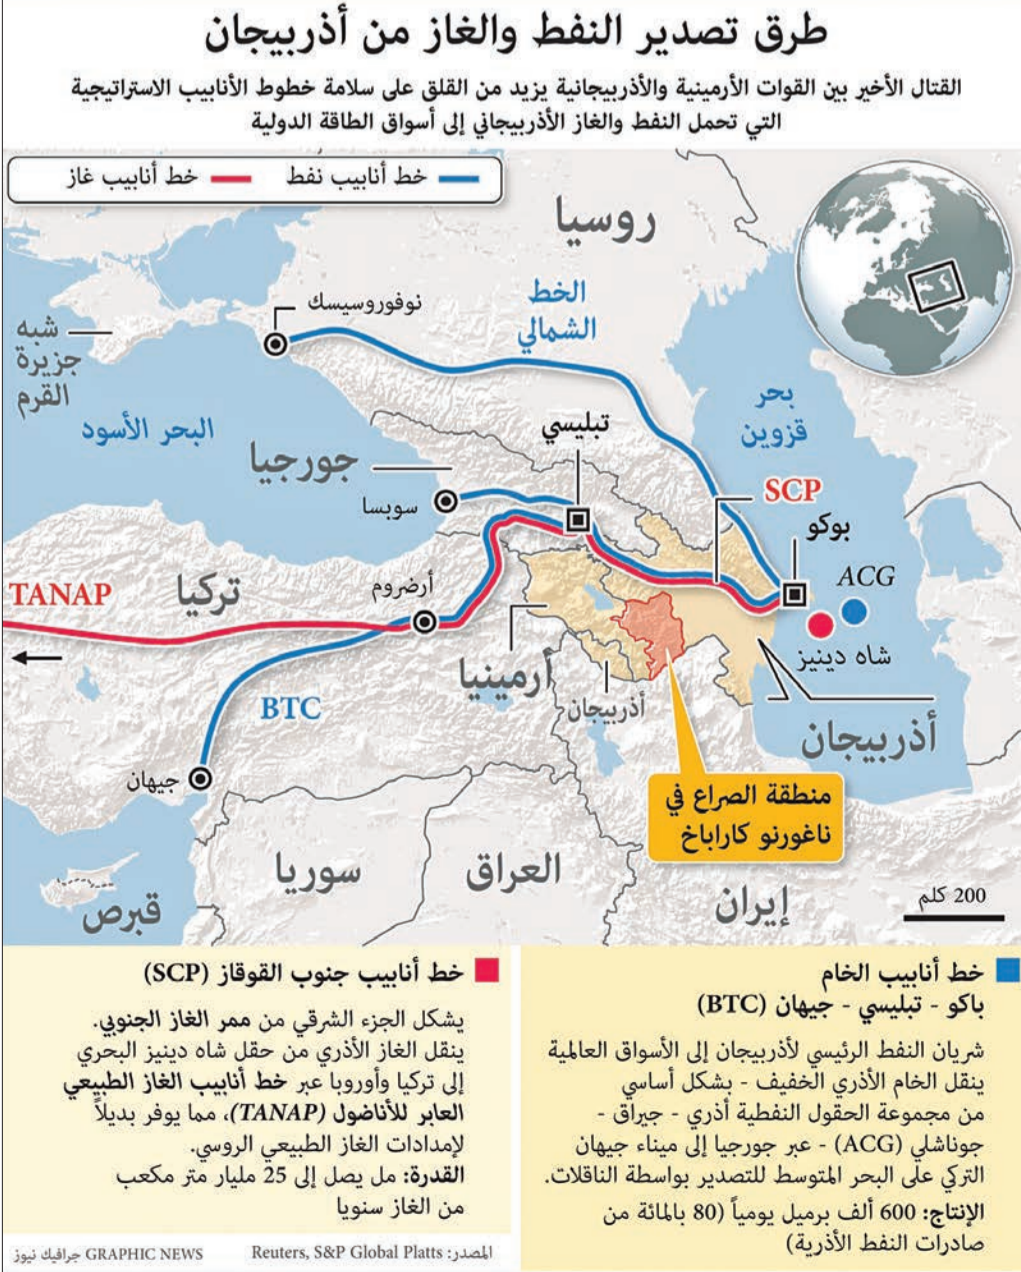 طرق تصدير النفط والغاز من أذربيجان
القتال الأخير بين القوات الأرمينية والأذربيجانية يزيد من القلق على سلامة خطوط الأنابيب الاستراتيجية
التي تحمل النفط والغاز الأذربيجاني إلى أسواق الطاقة الدولية
خط أنابيب نفط
خط أنابيب غاز
روسيا
نوفوروسيسك
الخط
الشمالي
شبه
جزيرة
القرم
البحر الأسود
بحر
قزوين
تبليسي
جورجيا
سوبسا
SCP
بوكو
ACG
شاه دينيز
TANAP
تركيا
أرضروم
أرمينيا
أذربيجان
أذربيجان
BTC
جيهان
منطقة الصراع في
ناغورنو كاراباخ
سوريا
العراق
إيران
قبرص
200 كلم
خط أنابيب الخام
باكو - تبليسي - جيهان (BTC)
شريان النفط الرئيسي لأذربيجان إلى الأسواق العالمية
ينقل الخام الأذري الخفيف - بشكل أساسي
من مجموعة الحقول النفطية أذري - جيراق -
جوناشلي (ACG) - عبر جورجيا إلى ميناء جيهان
التركي على البحر المتوسط للتصدير بواسطة الناقلات.
الإنتاج: 600 ألف برميل يومياً (80 بالمائة من
صادرات النفط الأذرية)
خط أنابيب جنوب القوقاز (SCP)
يشكل الجزء الشرقي من ممر الغاز الجنوبي.
ينقل الغاز الأذري من حقل شاه دينيز البحري
إلى تركيا وأوروبا عبر خط أنابيب الغاز الطبيعي
العابر للأناضول (TANAP)، مما يوفر بديلاً
لإمدادات الغاز الطبيعي الروسي.
القدرة: مل يصل إلى 25 مليار متر مكعب
من الغاز سنويا
المصدر: Reuters, S&P Global Platts
GRAPHIC NEWS جرافيك نيوز